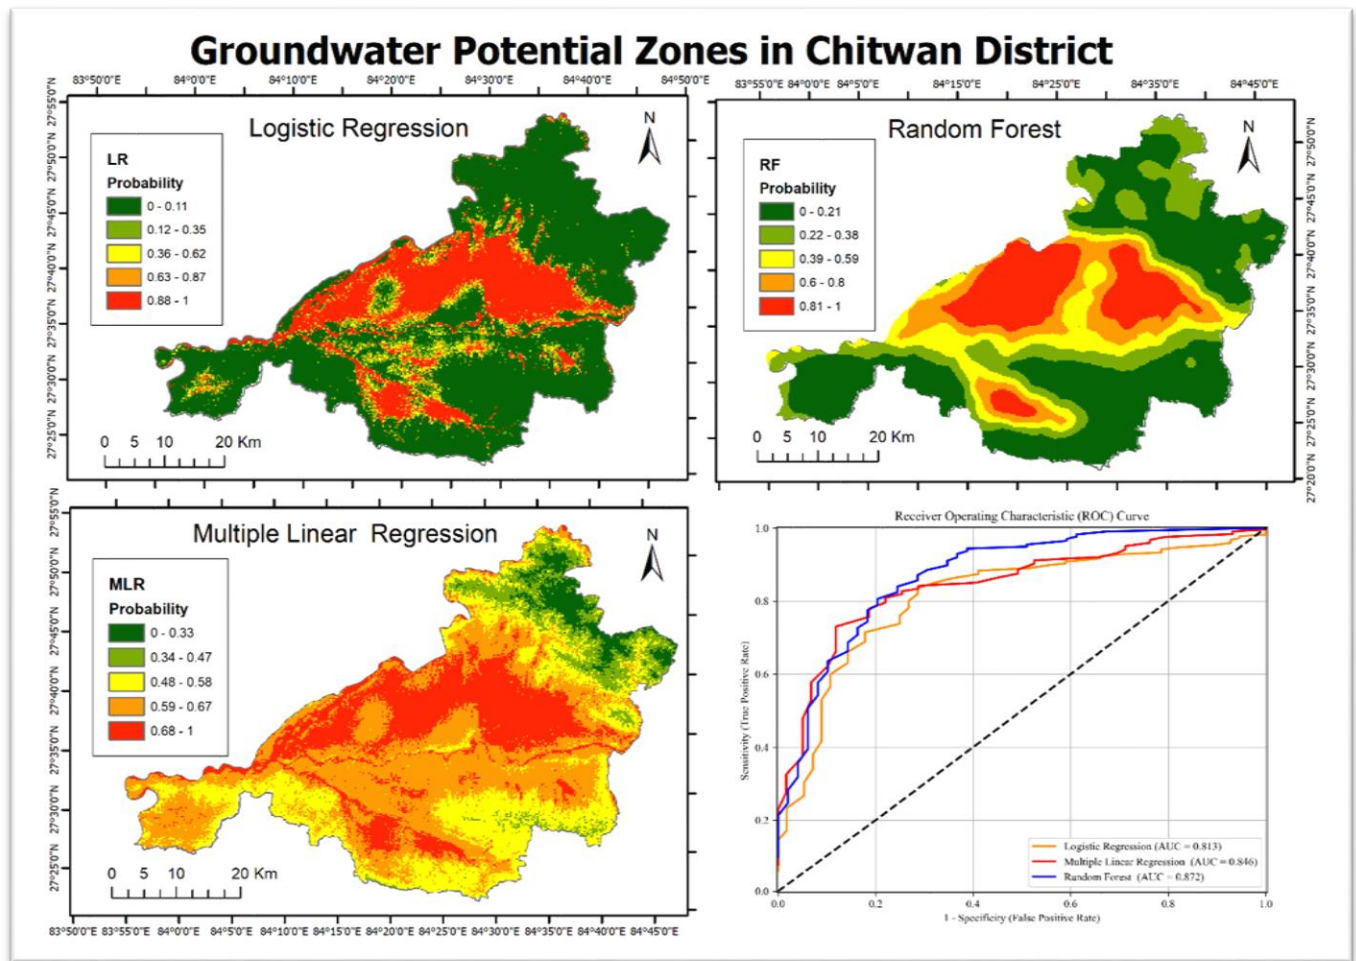 Groundwater Potential Zones in Chitwan District
83°50'0"E 84°0'0"E 84°10'0"E 84°20'0"E 84°30'0"E 84°40'0"E 84°50'0"E
Logistic Regression
N
LR
Probability
0 - 0.11
0.12 - 0.35
0.36 - 0.62
0.63 - 0.87
0.88 - 1
27°55'0"N
27°50'0"N
27°45'0"N
27°40'0"N
27°35'0"N
27°30'0"N
27°25'0"N
0 5 10 20 Km
83°55'0"E 84°0'0"E 84°5'0"E 84°15'0"E 84°25'0"E 84°35'0"E 84°45'0"E
Random Forest
N
RF
Probability
0 - 0.21
0.22 - 0.38
0.39 - 0.59
0.6 - 0.8
0.81 - 1
27°50'0"N
27°45'0"N
27°40'0"N
27°35'0"N
27°30'0"N
27°25'0"N
27°20'0"N
0 5 10 20 Km
Multiple Linear Regression
N
MLR
Probability
0 - 0.33
0.34 - 0.47
0.48 - 0.58
0.59 - 0.67
0.68 - 1
27°55'0"N
27°50'0"N
27°45'0"N
27°40'0"N
27°35'0"N
27°30'0"N
27°25'0"N
0 5 10 20 Km
83°50'0"E 83°55'0"E 84°0'0"E 84°5'0"E 84°10'0"E 84°15'0"E 84°20'0"E 84°25'0"E 84°30'0"E 84°35'0"E 84°40'0"E 84°45'0"E
Receiver Operating Characteristic (ROC) Curve
1.0
0.8
0.6
0.4
0.2
0.0
Sensitivity (True Positive Rate)
Logistic Regression (AUC = 0.813)
Multiple Linear Regression (AUC = 0.846)
Random Forest (AUC = 0.872)
0.0 0.2 0.4 0.6 0.8 1.0
1 - Specificity (False Positive Rate)